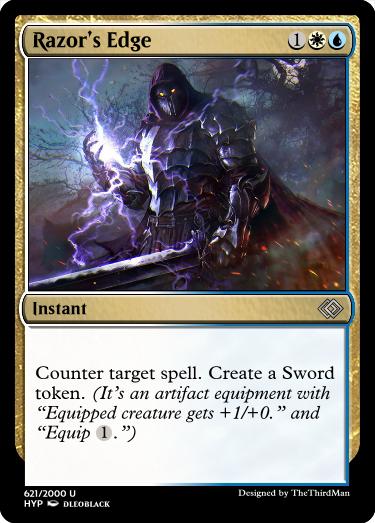 Razor's Edge 1
Instant
Counter target spell. Create a Sword
token. (It's an artifact equipment with
“Equipped creature gets +1/+0.” and
“Equip 1.”)
621/2000 U
HYP DLEOBLACK
Designed by TheThirdMan